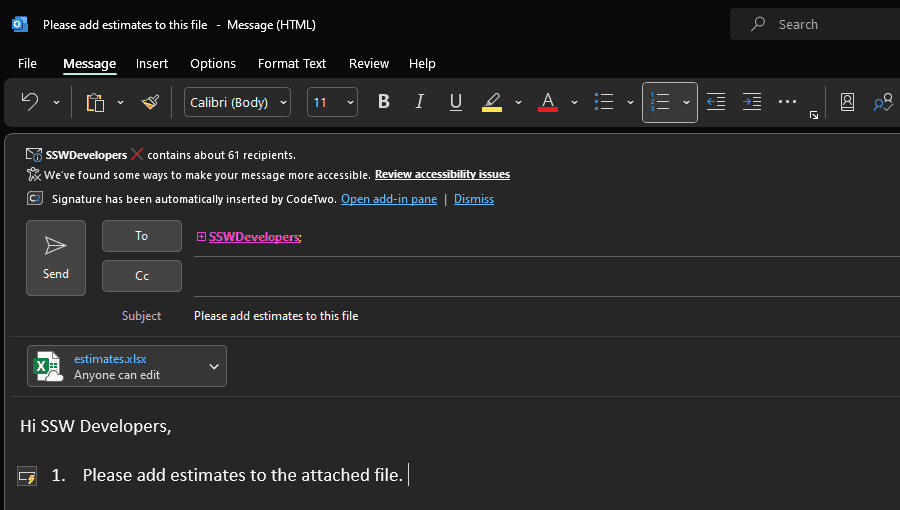 Please add estimates to this file - Message (HTML)
Search
File Message Insert Options Format Text Review Help
Calibri (Body) 11 B I U A
SSWDevelopers contains about 61 recipients.
We've found some ways to make your message more accessible. Review accessibility issues
Signature has been automatically inserted by CodeTwo. Open add-in pane | Dismiss
Send
To
SSWDevelopers;
Cc
Subject
Please add estimates to this file
estimates.xlsx
Anyone can edit
Hi SSW Developers,
1. Please add estimates to the attached file.